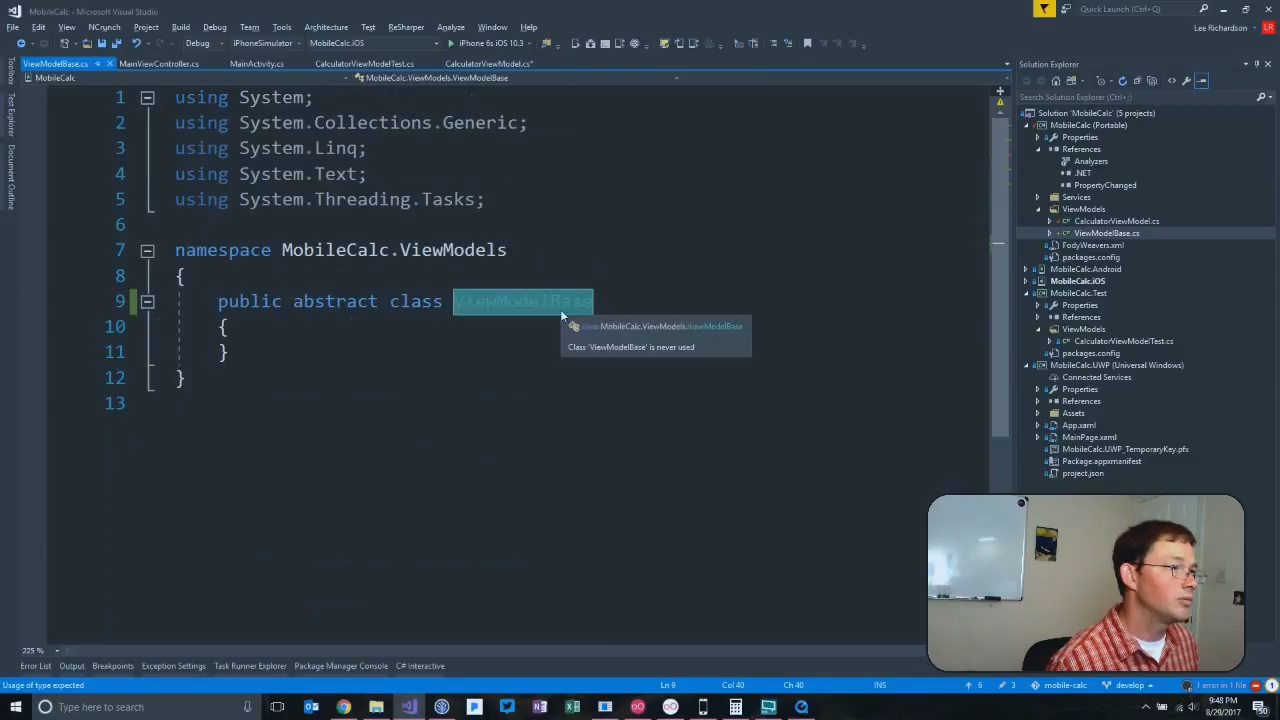 MobileCalc - Microsoft Visual Studio
Quick Launch (Ctrl+;)
File Edit View NCrunch Project Build Debug Team Tools Architecture Test ReSharper Analyze Window Help
Lee Richardson LR
Debug iPhoneSimulator MobileCalc.iOS iPhone 6s iOS 10.3
ViewModelBase.cs MainViewController.cs MainActivity.cs CalculatorViewModelTest.cs CalculatorViewModel.cs*
MobileCalc MobileCalc.ViewModels.ViewModelBase
Toolbox
Test Explorer
Document Outline
1 using System;
2 using System.Collections.Generic;
3 using System.Linq;
4 using System.Text;
5 using System.Threading.Tasks;
6
7 namespace MobileCalc.ViewModels
8 {
9 public abstract class ViewModelBase
10 {
11 }
12 }
13
class MobileCalc.ViewModels.ViewModelBase
Class 'ViewModelBase' is never used
Solution Explorer
Search Solution Explorer (Ctrl+;)
Solution 'MobileCalc' (5 projects)
MobileCalc (Portable)
Properties
References
Analyzers
.NET
PropertyChanged
Services
ViewModels
CalculatorViewModel.cs
ViewModelBase.cs
FodyWeavers.xml
packages.config
MobileCalc.Android
MobileCalc.iOS
MobileCalc.Test
Properties
References
ViewModels
CalculatorViewModelTest.cs
packages.config
MobileCalc.UWP (Universal Windows)
Connected Services
Properties
References
Assets
App.xaml
MainPage.xaml
MobileCalc.UWP_TemporaryKey.pfx
Package.appxmanifest
project.json
225 %
Error List Output Breakpoints Exception Settings Task Runner Explorer Package Manager Console C# Interactive
Usage of type expected Ln 9 Col 40 Ch 40 INS 6 3 mobile-calc develop 1 error in 1 file 1
Type here to search
9:48 PM
8/29/2017